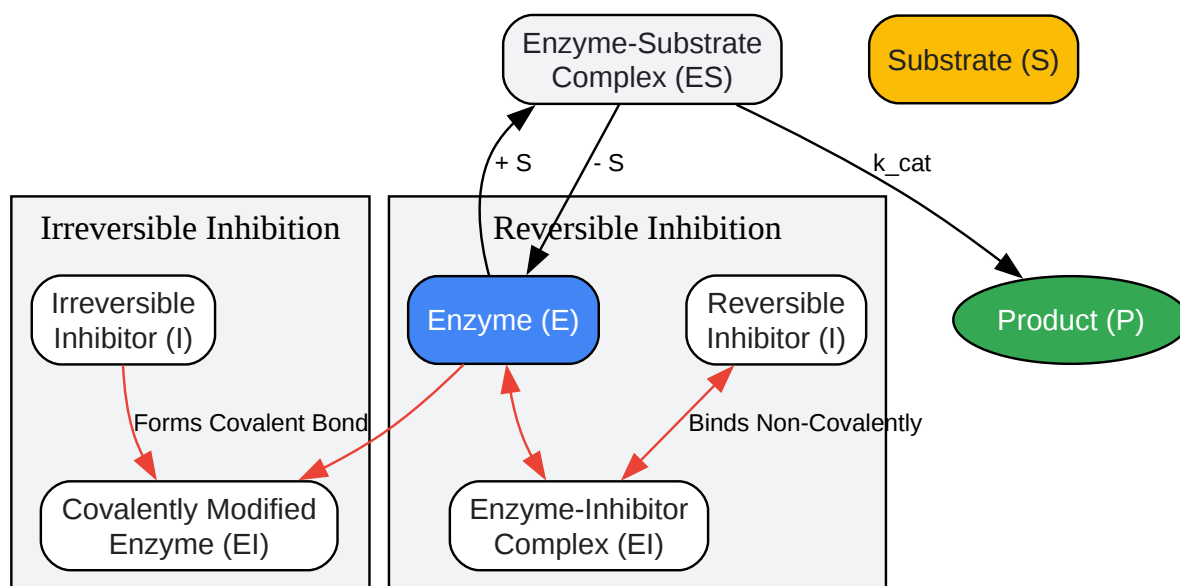 Enzyme-Substrate
Complex (ES)
Substrate (S)
+ S
- S
k_cat
Irreversible Inhibition
Reversible Inhibition
Irreversible
Inhibitor (I)
Enzyme (E)
Reversible
Inhibitor (I)
Product (P)
Forms Covalent Bond
Binds Non-Covalently
Covalently Modified
Enzyme (EI)
Enzyme-Inhibitor
Complex (EI)